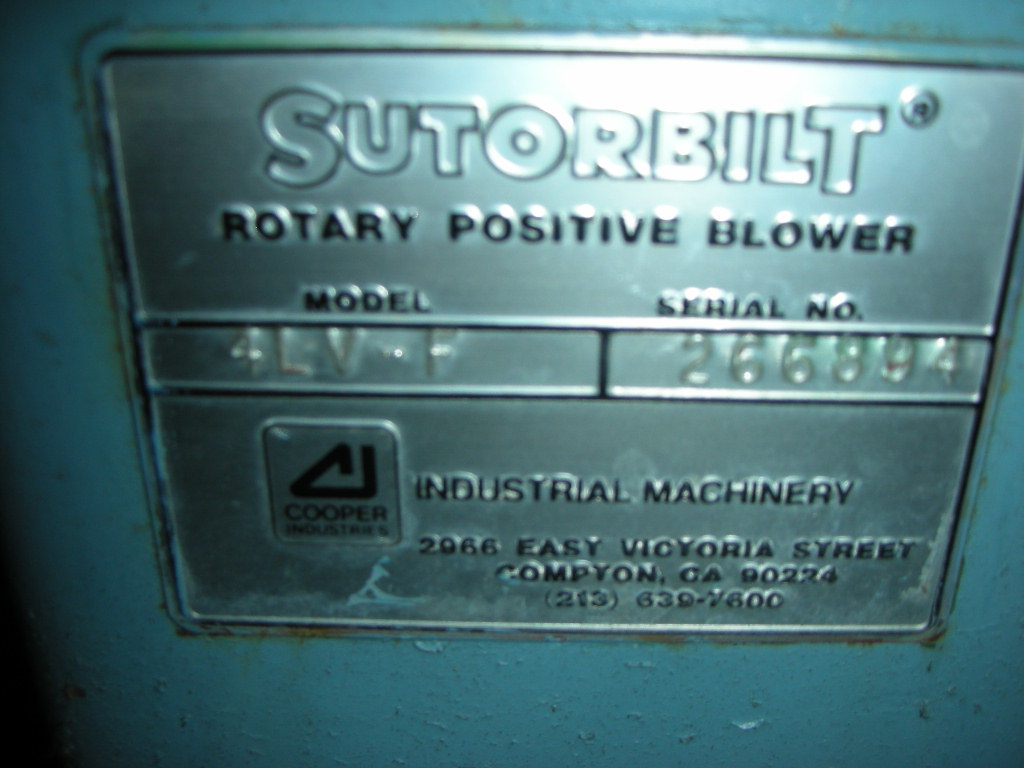 SUTORBILT®
ROTARY POSITIVE BLOWER
MODEL SERIAL NO.
4LV-F 266894
COOPER
INDUSTRIES
INDUSTRIAL MACHINERY
2966 EAST VICTORIA STREET
COMPTON, CA 90224
(213) 639-7600